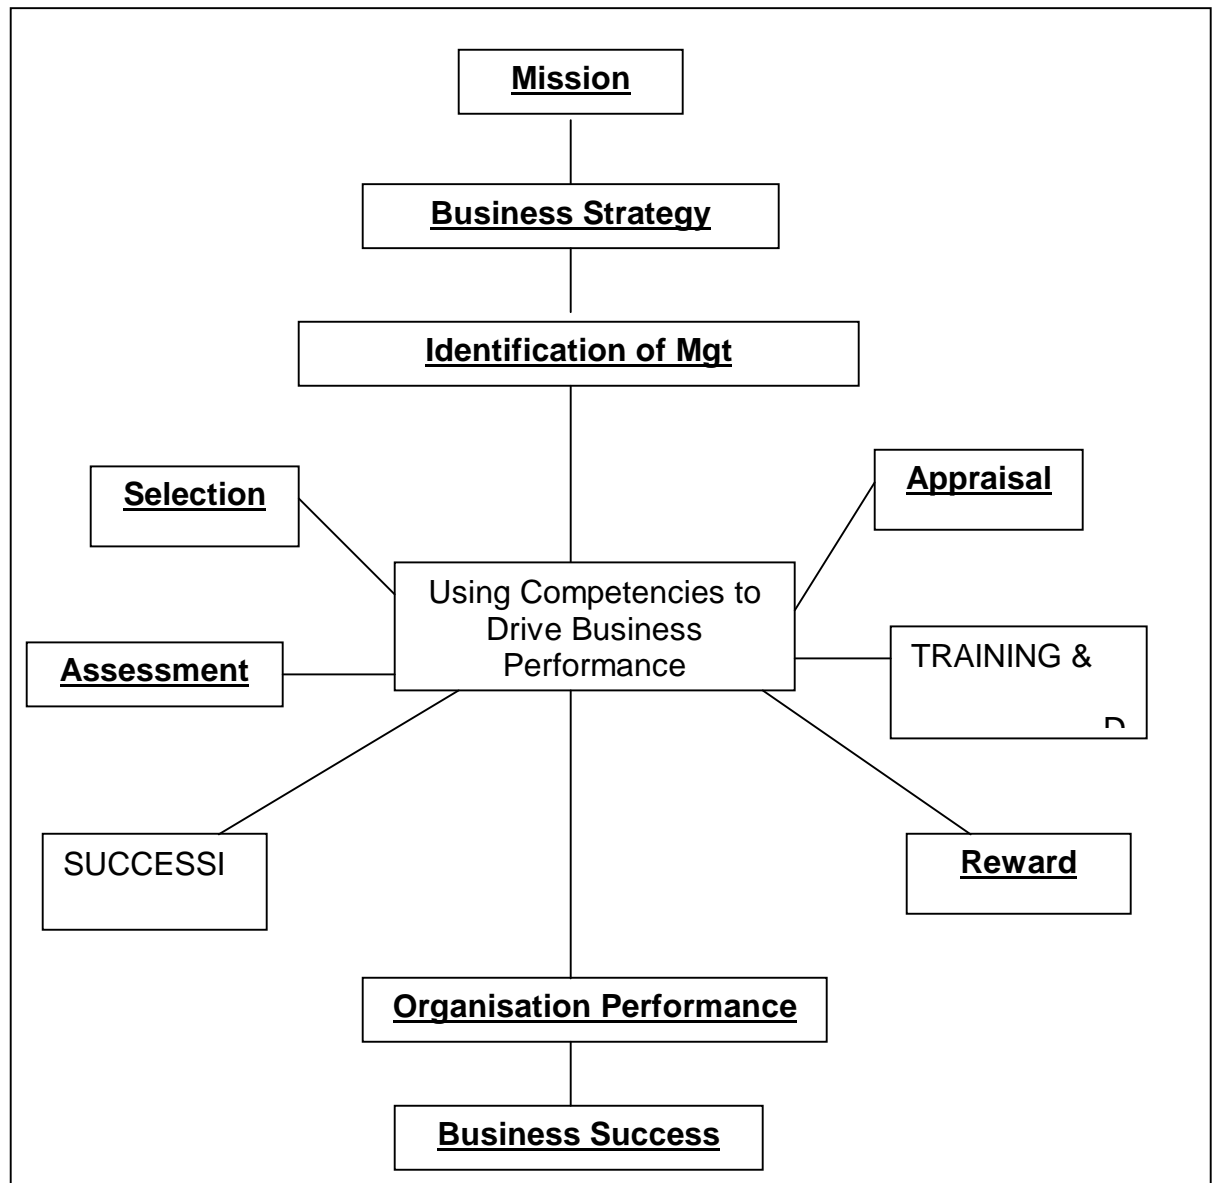 Mission
Business Strategy
Identification of Mgt
Selection
Appraisal
Using Competencies to
Drive Business
Performance
Assessment
TRAINING &
SUCCESSI
Reward
Organisation Performance
Business Success